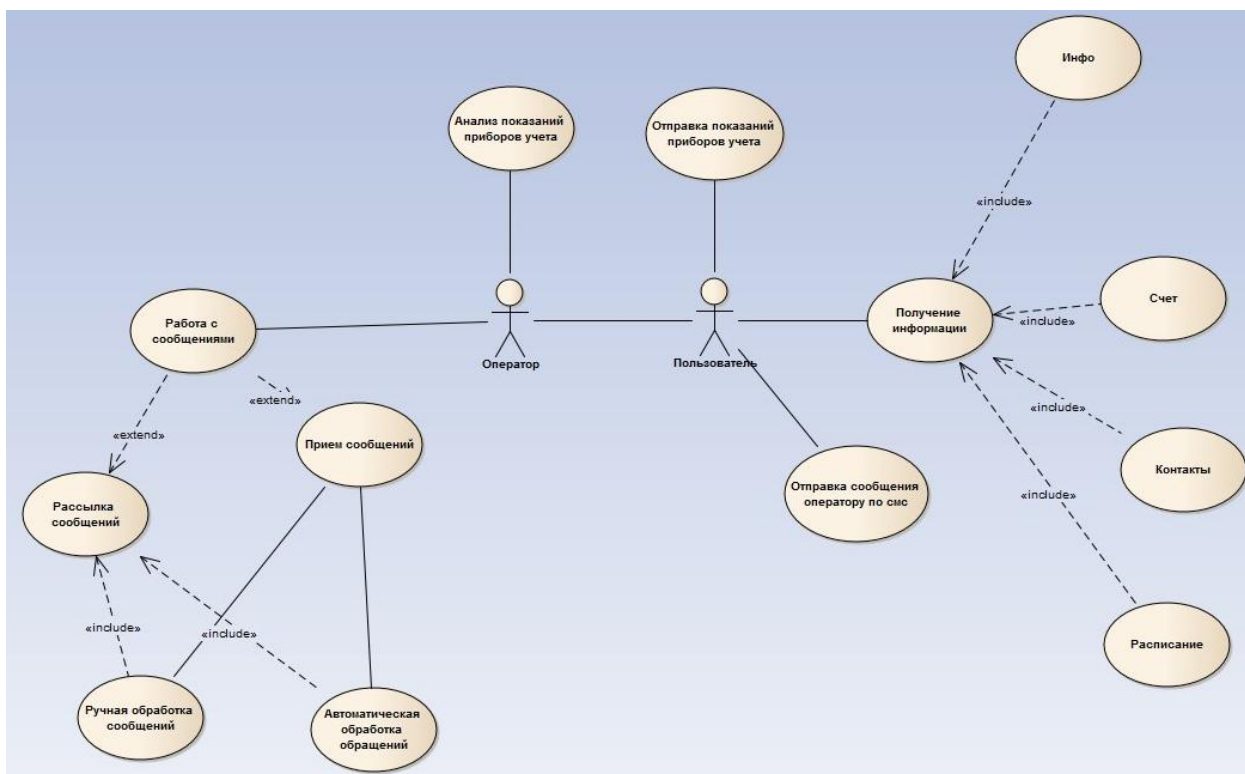 Инфо
Анализ показаний
приборов учета
Отправка показаний
приборов учета
«include»
Счет
«include»
Получение
информации
Работа с
сообщениями
Оператор
Пользователь
«extend»
«extend»
Прием сообщений
«include»
Контакты
Рассылка
сообщений
Отправка сообщения
оператору по смс
«include»
«include»
«include»
Расписание
Ручная обработка
сообщений
Автоматическая
обработка
обращений